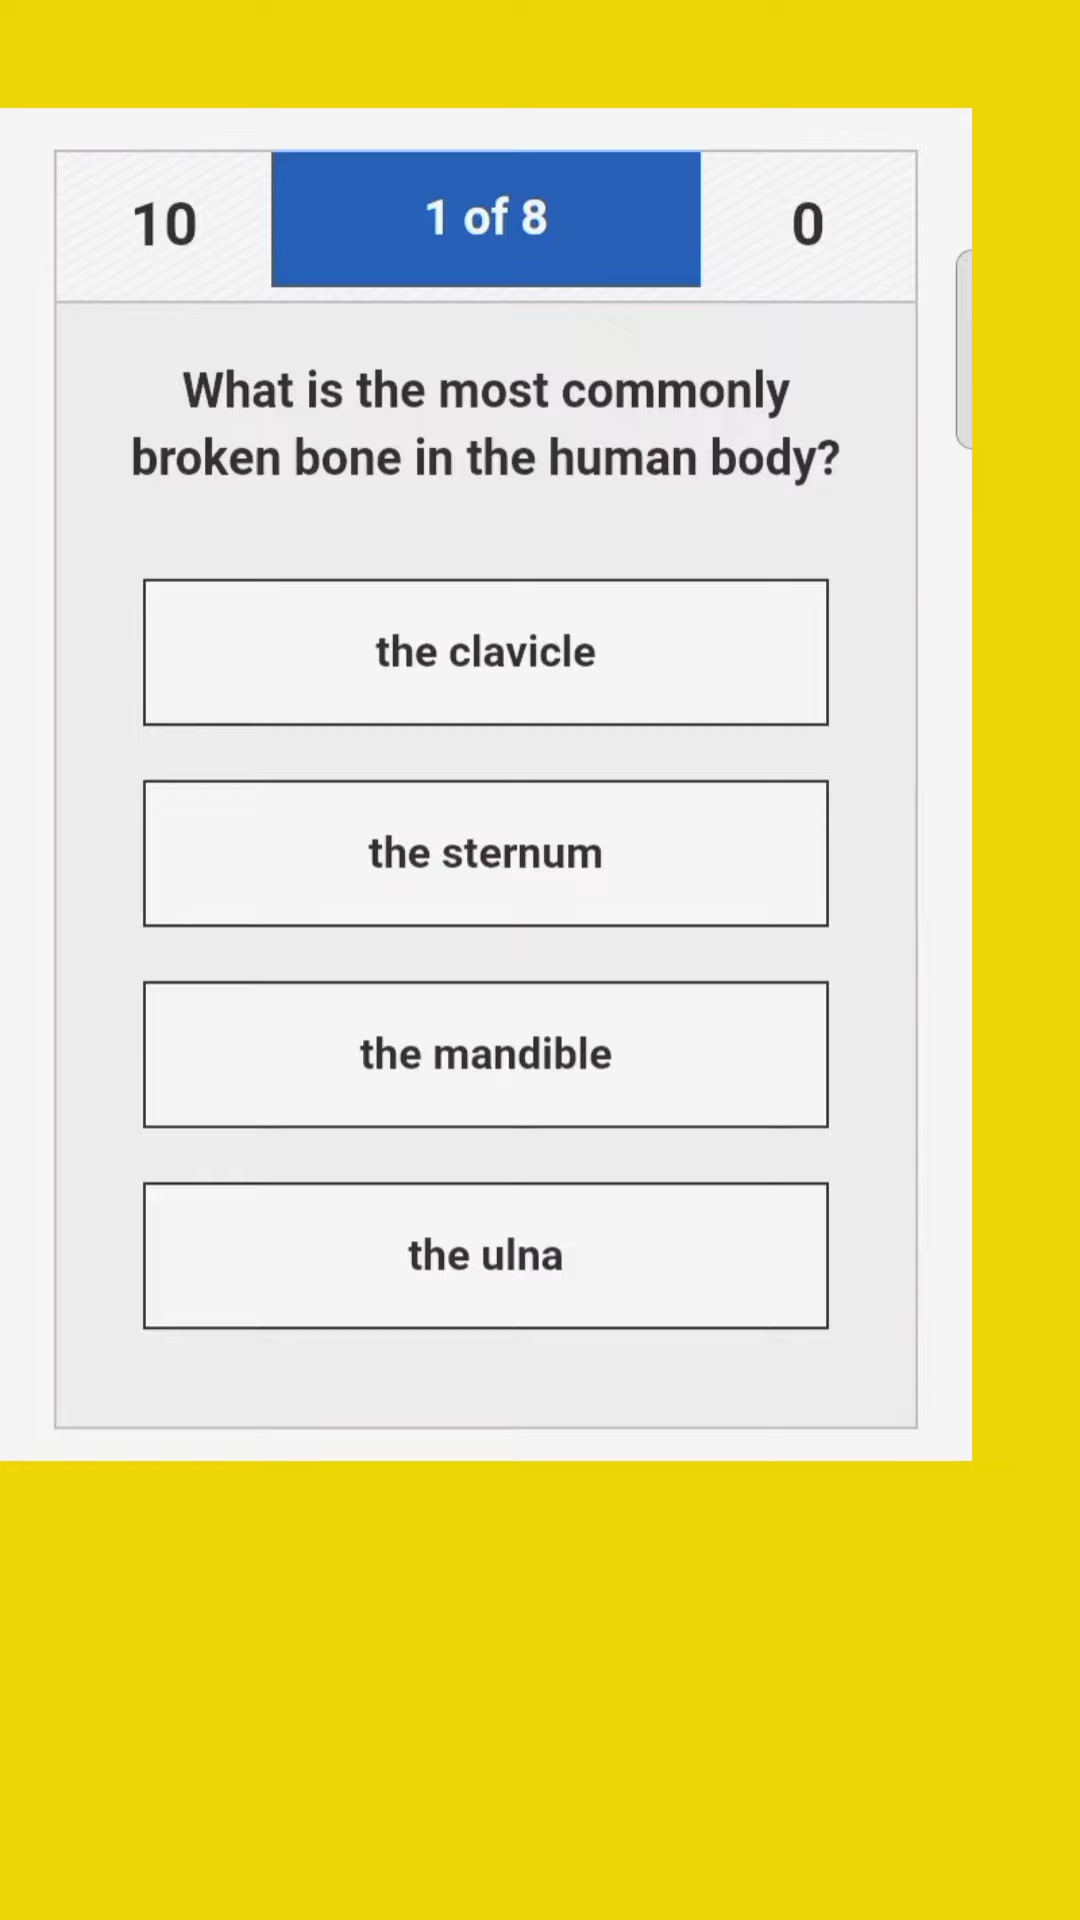 10
1 of 8
0
What is the most commonly
broken bone in the human body?
the clavicle
the sternum
the mandible
the ulna